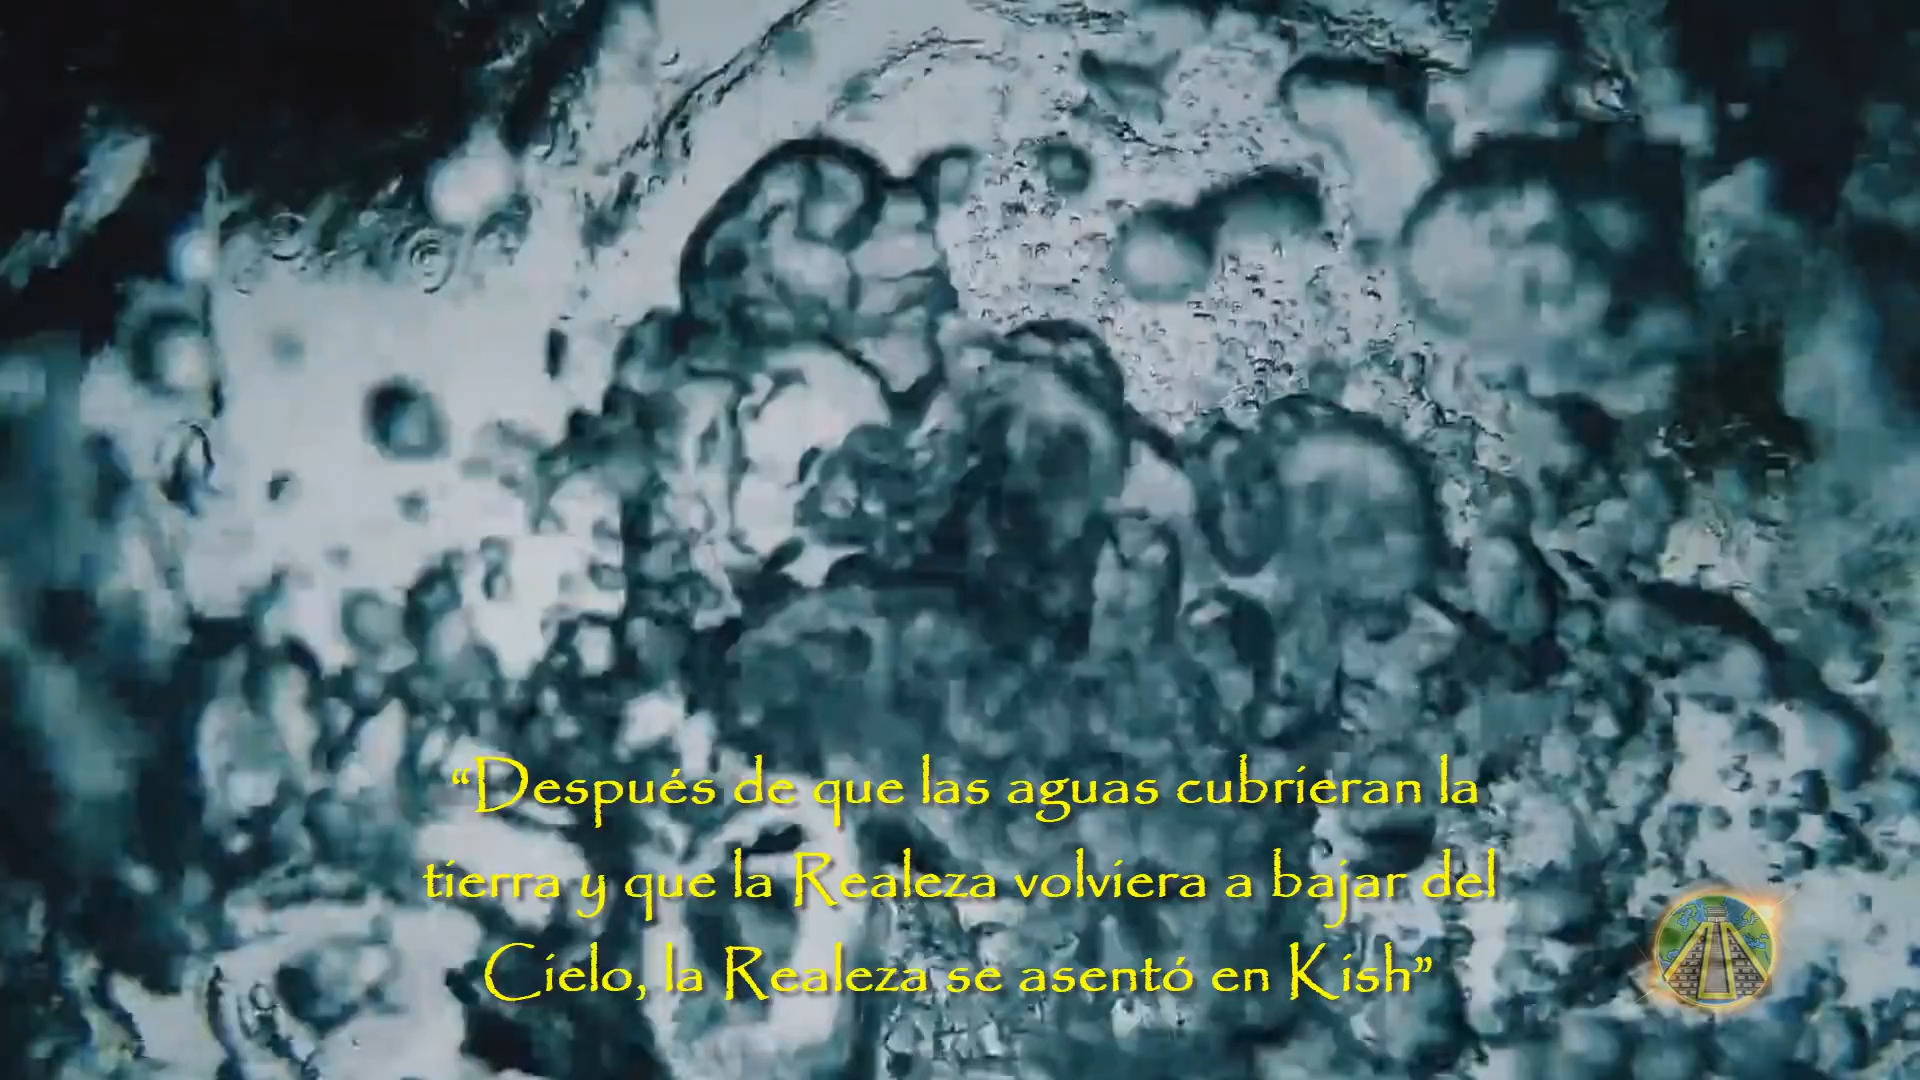 “Después de que las aguas cubrieran la
tierra y que la Realeza volviera a bajar del
Cielo, la Realeza se asentó en Kish”